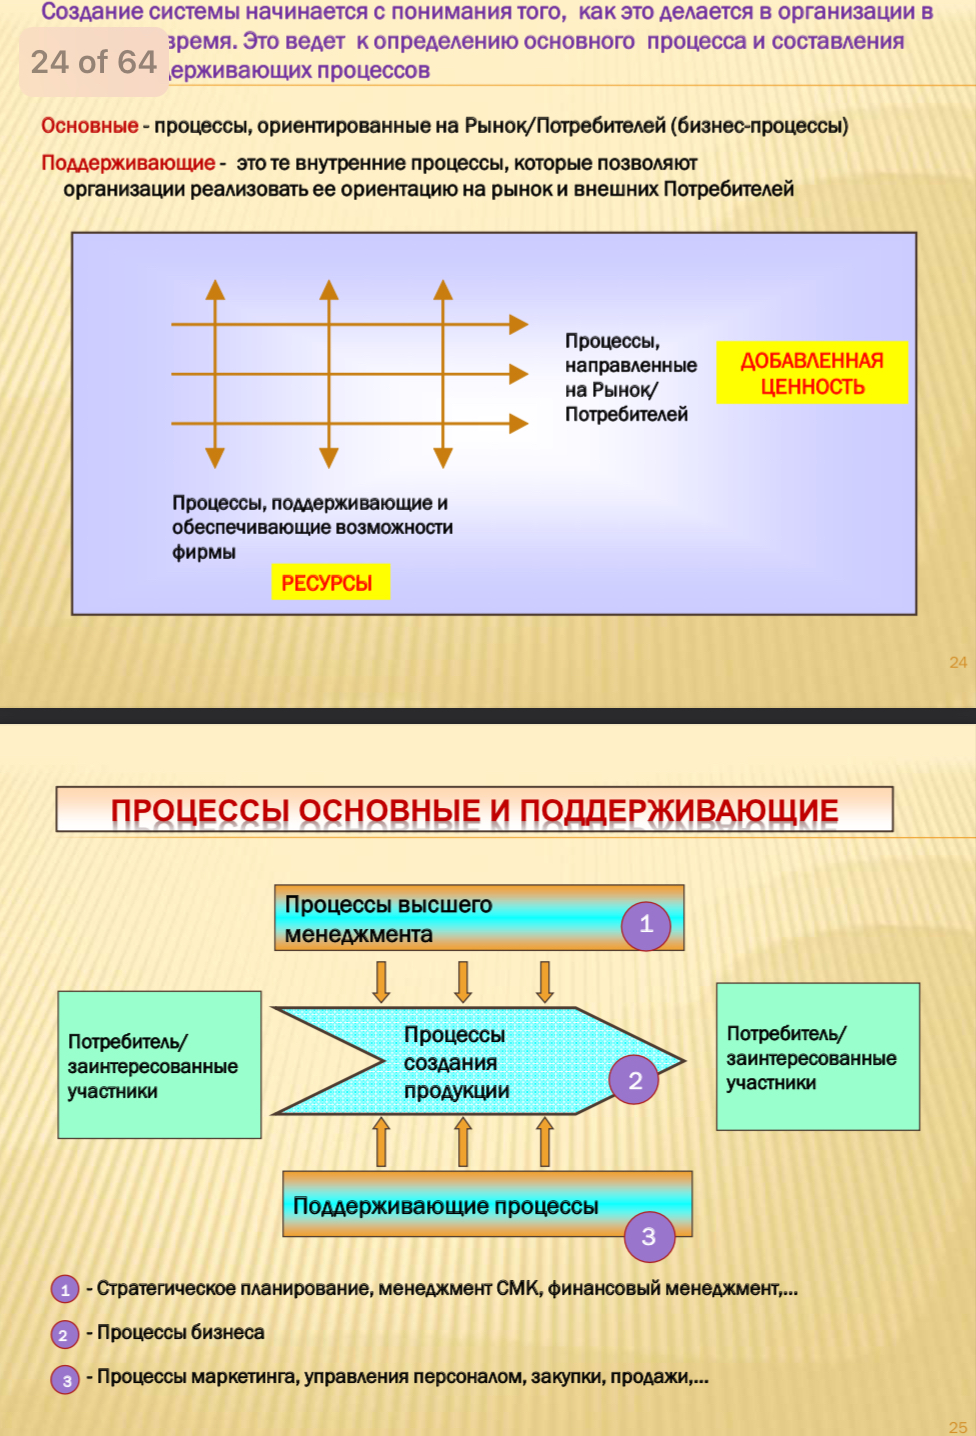 Создание системы начинается с понимания того, как это делается в организации в
24 of 64
время. Это ведет к определению основного процесса и составления
держивающих процессов
Основные - процессы, ориентированные на Рынок/Потребителей (бизнес-процессы)
Поддерживающие - это те внутренние процессы, которые позволяют
организации реализовать ее ориентацию на рынок и внешних Потребителей
Процессы,
направленные
на Рынок/
Потребителей
ДОБАВЛЕННАЯ
ЦЕННОСТЬ
Процессы, поддерживающие и
обеспечивающие возможности
фирмы
РЕСУРСЫ
24
ПРОЦЕССЫ ОСНОВНЫЕ И ПОДДЕРЖИВАЮЩИЕ
Процессы высшего
менеджмента
1
Потребитель/
заинтересованные
участники
Процессы
создания
продукции
2
Потребитель/
заинтересованные
участники
Поддерживающие процессы
3
1 - Стратегическое планирование, менеджмент СМК, финансовый менеджмент,...
2 - Процессы бизнеса
3 - Процессы маркетинга, управления персоналом, закупки, продажи,...
25